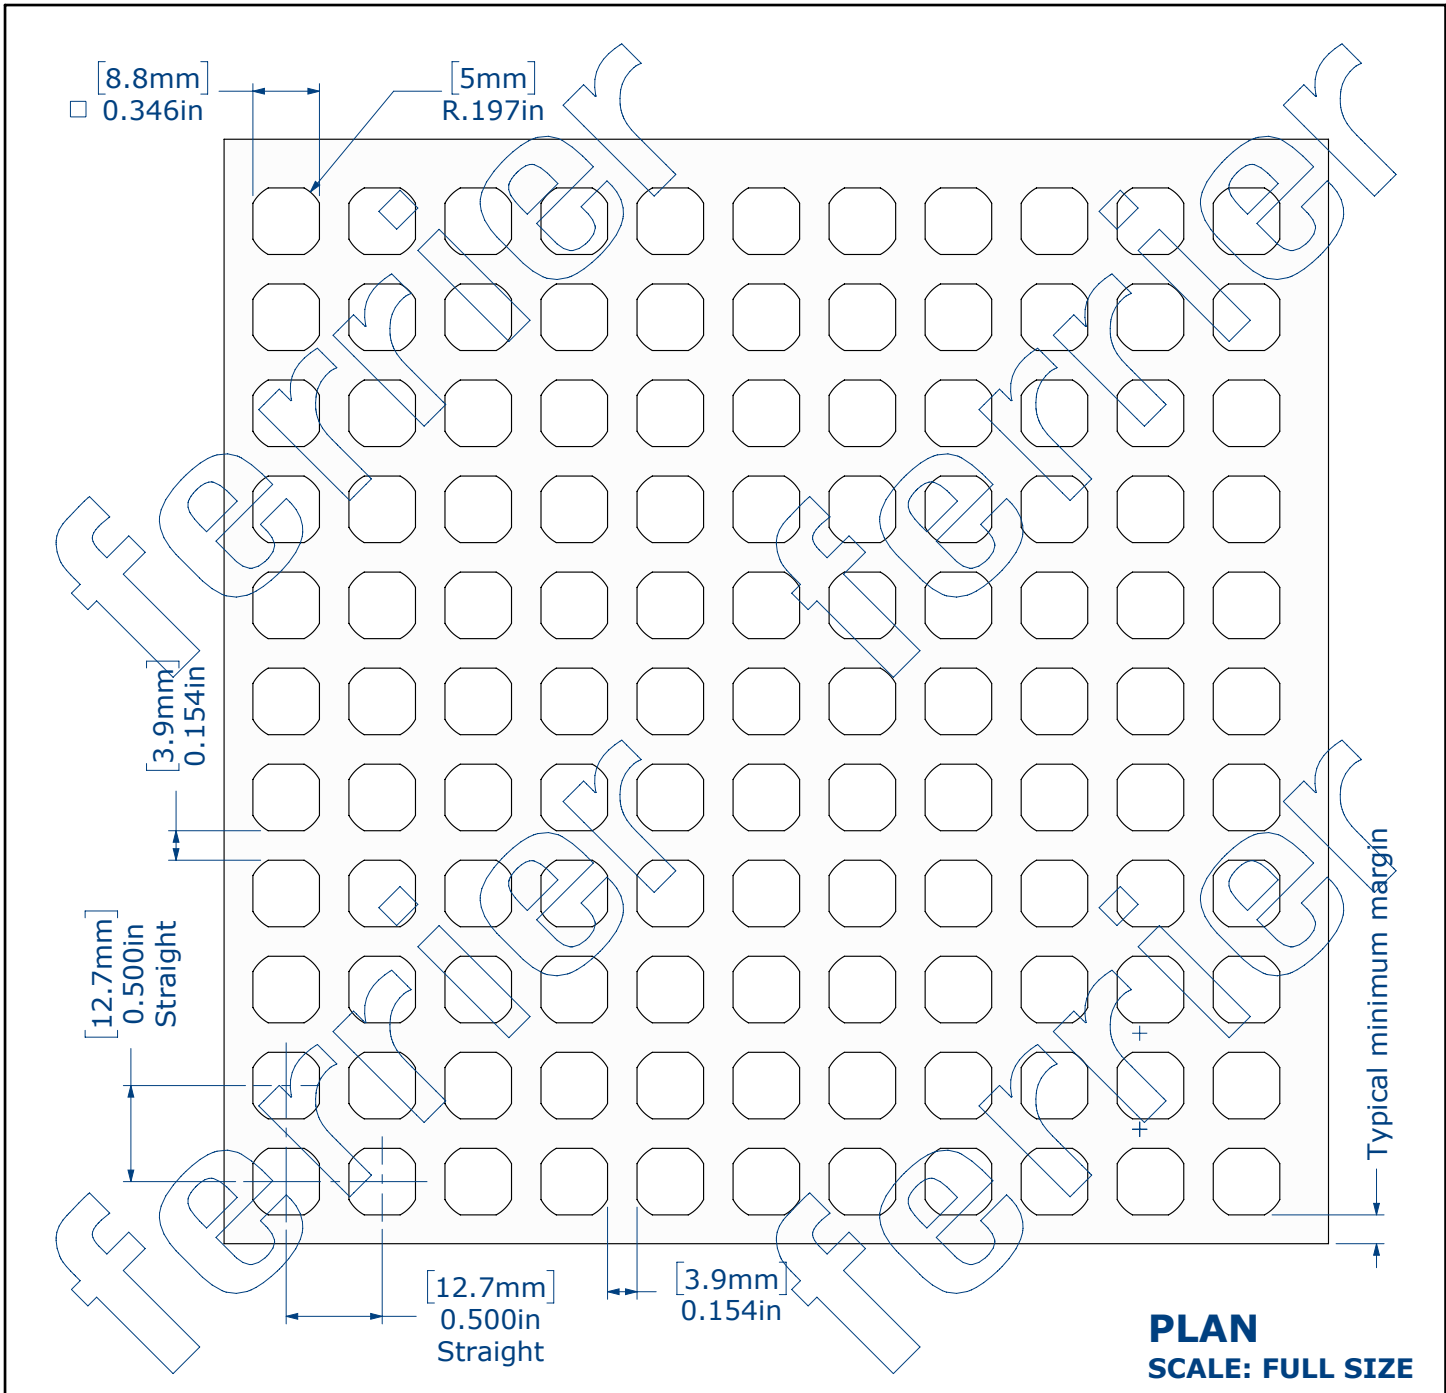 [8.8mm]
□ 0.346in
[5mm]
R.197in
ferrier
ferrier
[3.9mm]
0.154in
[12.7mm]
0.500in
Straight
Typical minimum margin
ferrier
ferrier
[12.7mm]
0.500in
Straight
[3.9mm]
0.154in
PLAN
SCALE: FULL SIZE